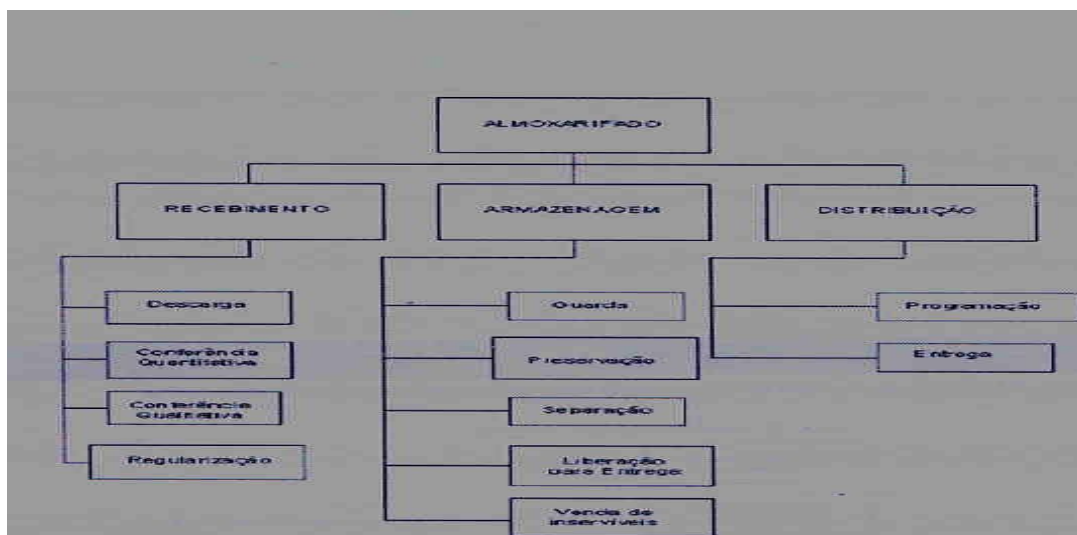 ALMOXARIFADO
RECEBIMENTO
ARMAZENAGEM
DISTRIBUIÇÃO
Descarga
Conferência
Quantitativa
Conferência
Qualitativa
Regularização
Guarda
Preservação
Separação
Liberação
para Entrega
Venda de
inservíveis
Programação
Entrega